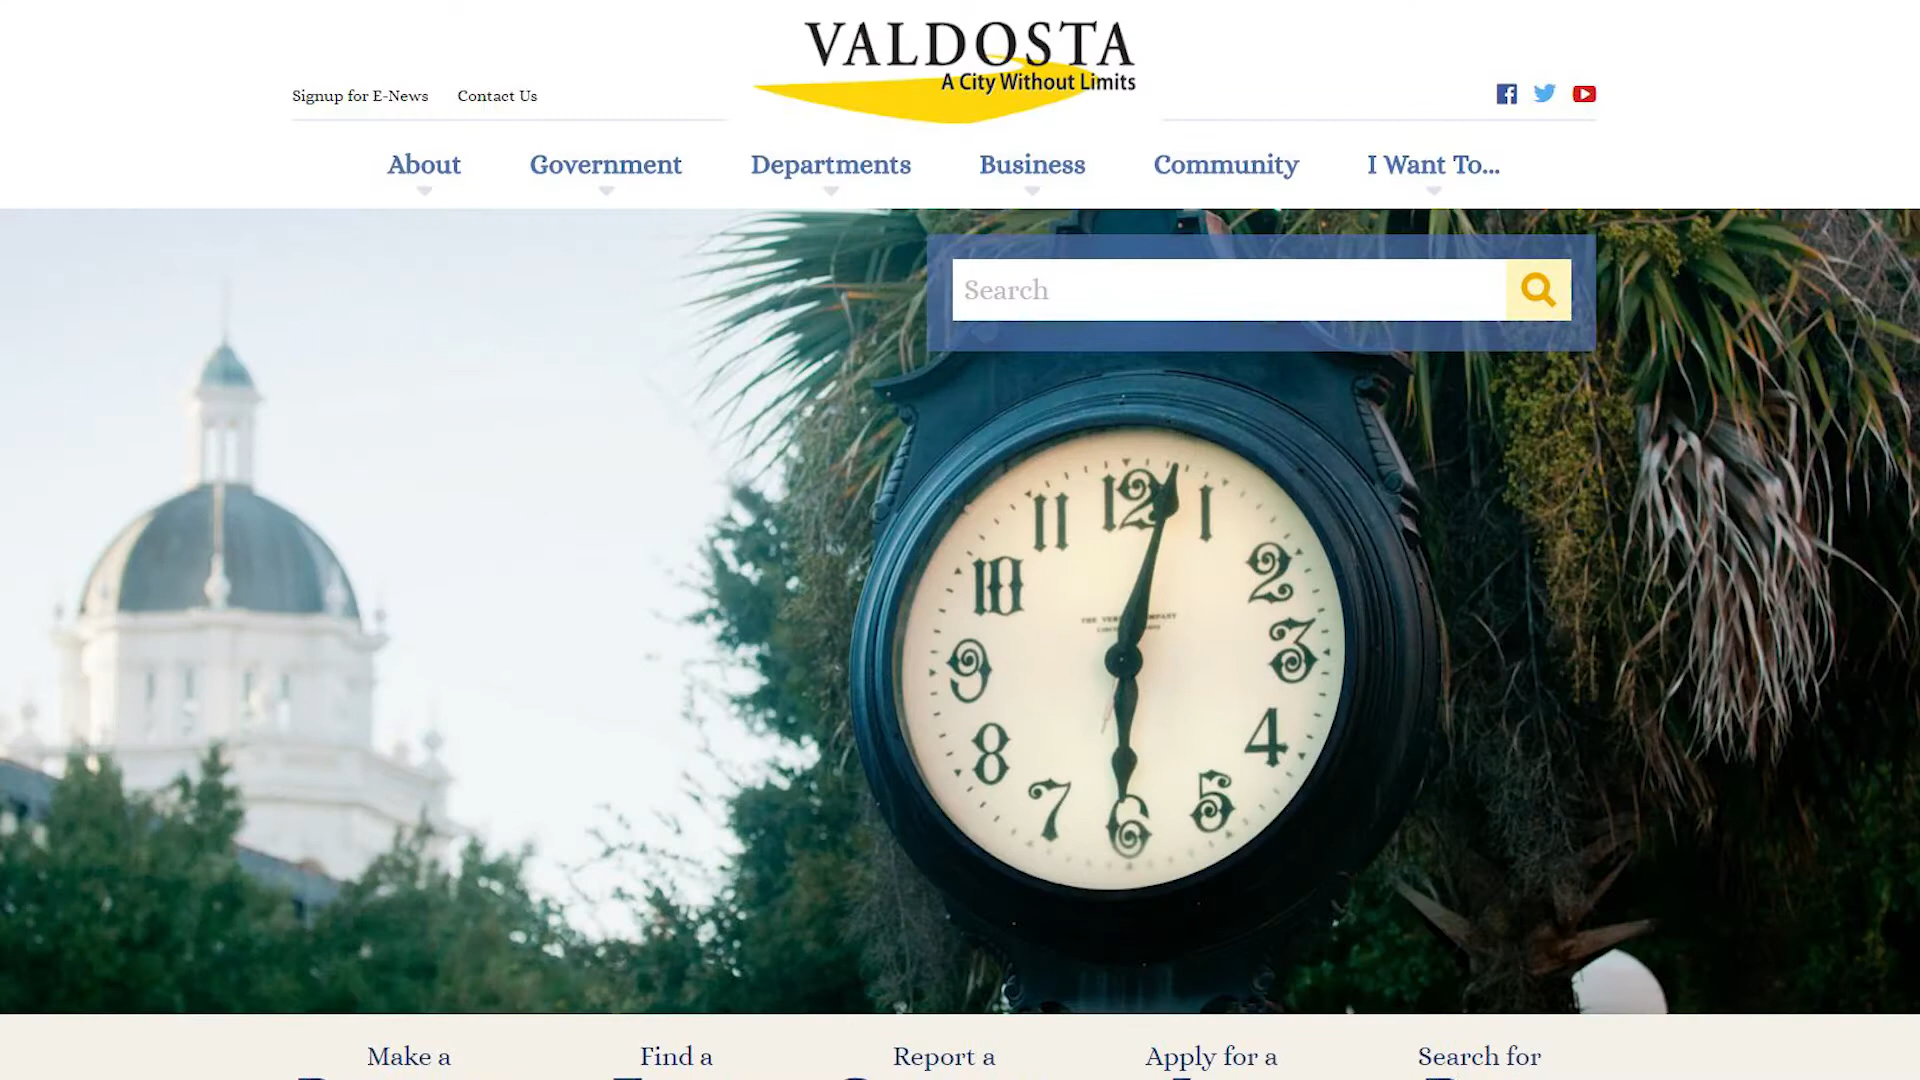 VALDOSTA
A City Without Limits
Signup for E-News Contact Us
About Government Departments Business Community I Want To...
Search
12
11 1
10 2
9 3
8 4
7 5
6
Make a Find a Report a Apply for a Search for